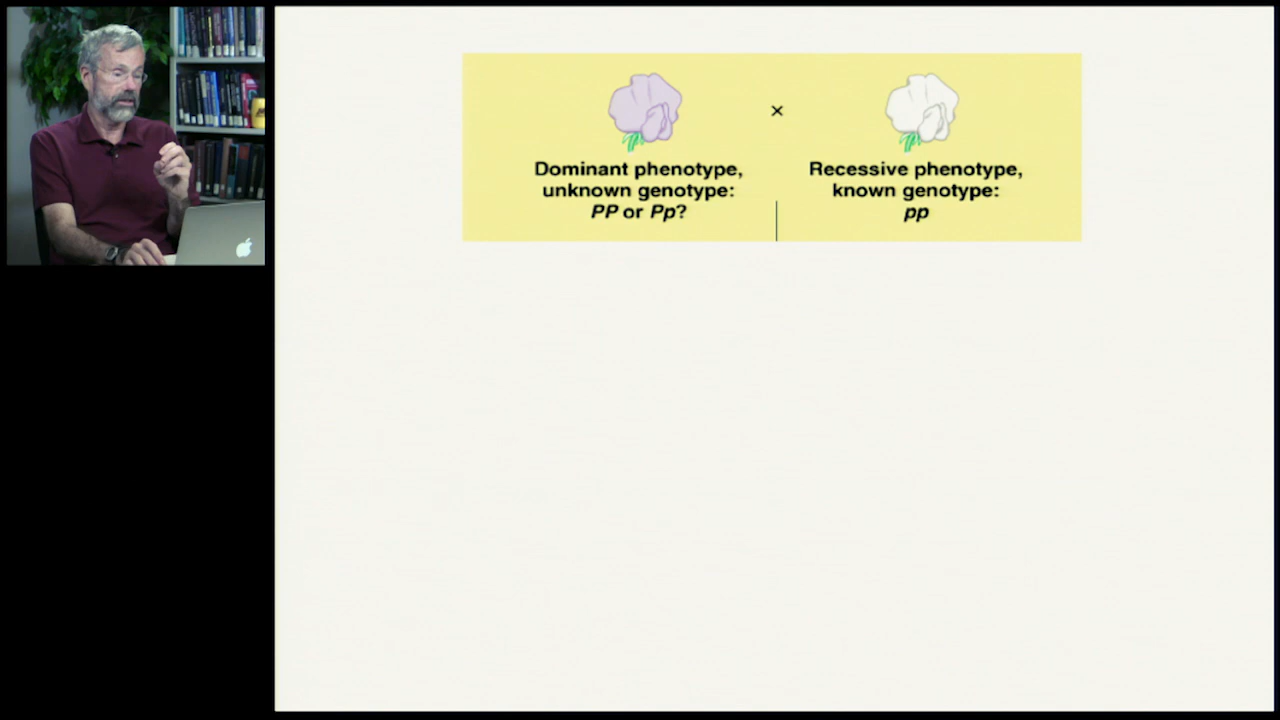 ×
Dominant phenotype,
unknown genotype:
PP or Pp?
Recessive phenotype,
known genotype:
pp